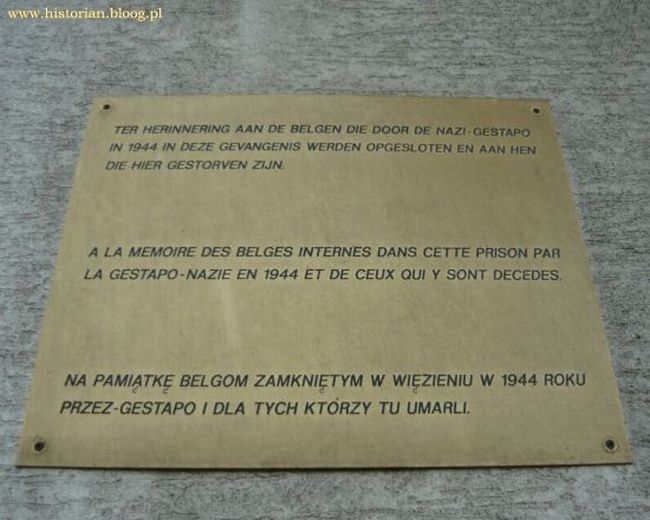 www.historian.bloog.pl
TER HERINNERING AAN DE BELGEN DIE DOOR DE NAZI-GESTAPO
IN 1944 IN DEZE GEVANGENIS WERDEN OPGESLOTEN EN AAN HEN
DIE HIER GESTORVEN ZIJN.
A LA MEMOIRE DES BELGES INTERNES DANS CETTE PRISON PAR
LA GESTAPO-NAZIE EN 1944 ET DE CEUX QUI Y SONT DECEDES.
NA PAMIĄTKĘ BELGOM ZAMKNIĘTYM W WIĘZIENIU W 1944 ROKU
PRZEZ-GESTAPO I DLA TYCH KTÓRZY TU UMARLI.